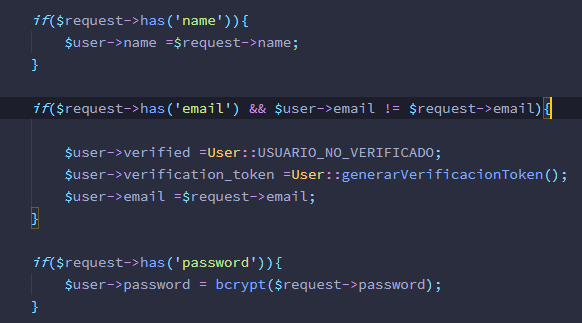 if($request->has('name')){
$user->name =$request->name;
}
if($request->has('email') && $user->email != $request->email){
$user->verified =User::USUARIO_NO_VERIFICADO;
$user->verification_token =User::generarVerificacionToken();
$user->email =$request->email;
}
if($request->has('password')){
$user->password = bcrypt($request->password);
}